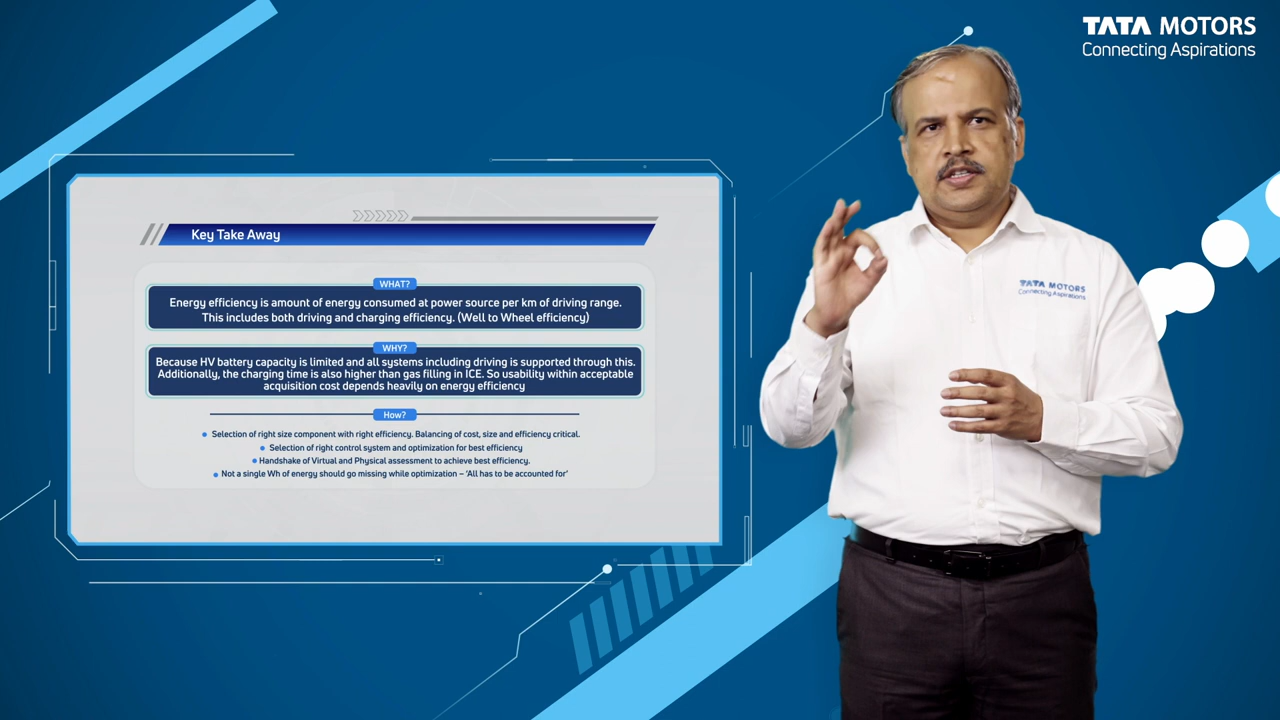 TATA MOTORS
Connecting Aspirations
Key Take Away
WHAT?
Energy efficiency is amount of energy consumed at power source per km of driving range.
This includes both driving and charging efficiency. (Well to Wheel efficiency)
WHY?
Because HV battery capacity is limited and all systems including driving is supported through this.
Additionally, the charging time is also higher than gas filling in ICE. So usability within acceptable
acquisition cost depends heavily on energy efficiency
How?
Selection of right size component with right efficiency. Balancing of cost, size and efficiency critical.
Selection of right control system and optimization for best efficiency
Handshake of Virtual and Physical assessment to achieve best efficiency.
Not a single Wh of energy should go missing while optimization – 'All has to be accounted for'
TATA MOTORS
Connecting Aspirations